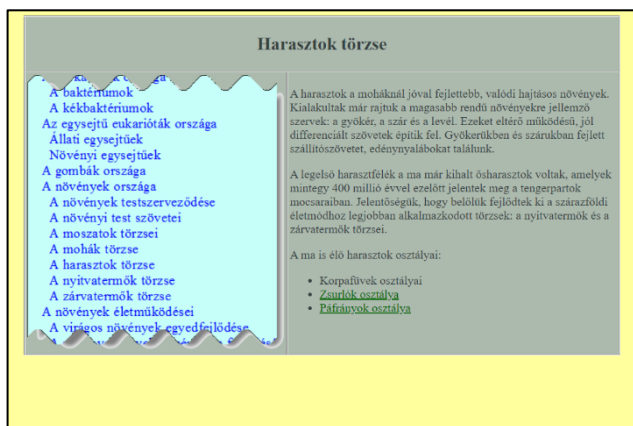 Harasztok törzse
A baktériumok
A kékbaktériumok
Az egysejtű eukarióták országa
Állati egysejtűek
Növényi egysejtűek
A gombák országa
A növények országa
A növények testszerveződése
A növényi test szövetei
A moszatok törzsei
A mohák törzse
A harasztok törzse
A nyitvatermők törzse
A zárvatermők törzse
A növények életműködései
A virágos növények egyedfejlődése
A harasztok a moháknál jóval fejlettebb, valódi hajtásos növények.
Kialakultak már rajtuk a magasabb rendű növényekre jellemző
szervek: a gyökér, a szár és a levél. Ezeket eltérő működésű, jól
differenciált szövetek építik fel. Gyökerükben és szárukban fejlett
szállítószövetet, edénynyalábokat találunk.
A legelső harasztfélék a ma már kihalt ősharasztok voltak, amelyek
mintegy 400 millió évvel ezelőtt jelentek meg a tengerpartok
mocsaraiban. Jelentőségük, hogy belőlük fejlődtek ki a szárazföldi
életmódhoz legjobban alkalmazkodott törzsek: a nyitvatermők és a
zárvatermők törzsei.
A ma is élő harasztok osztályai:
Korpafüvek osztályai
Zsurlók osztálya
Páfrányok osztálya